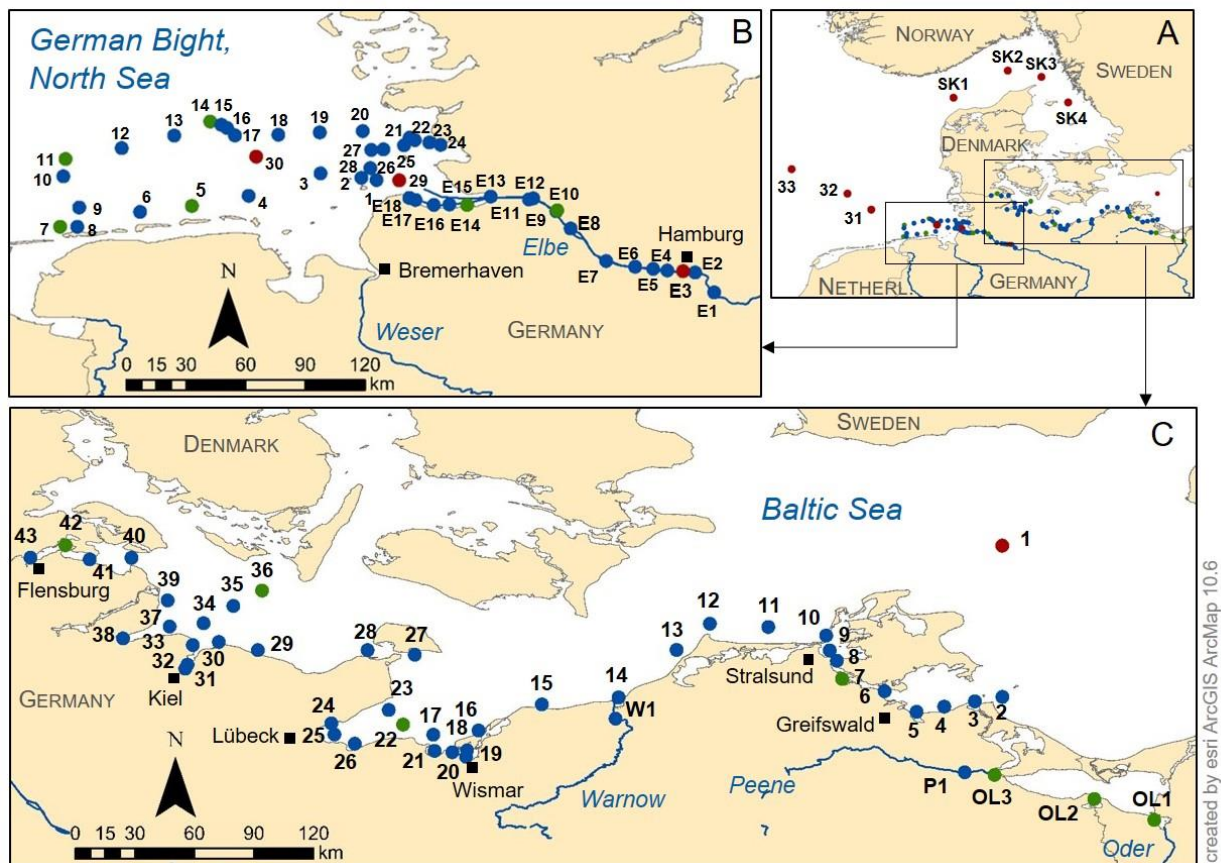 German Bight,
North Sea
B
14 15
16
13
17
18
19
20
21
22
23
24
12
11
10
30
27
28
26
25
3
2
1
29
9
6
5
4
7
8
E18
E17
E16
E15
E14
E13
E12
E11
E9
E10
E8
Elbe
Hamburg
E7
E6
E5
E4
E3
E2
E1
N
Bremerhaven
Weser
GERMANY
0 15 30 60 90 120
km
A
NORWAY
SK2
SK3
SWEDEN
SK1
SK4
DENMARK
33
32
31
NETHERL.
GERMANY
C
SWEDEN
DENMARK
Baltic Sea
1
43
42
40
41
Flensburg
36
35
39
34
37
38
33
30
29
32
31
Kiel
28
27
GERMANY
12
11
10
13
9
8
Stralsund
7
6
5
4
3
2
Greifswald
14
W1
15
16
24
23
17
18
Lübeck
25
26
22
21
20
19
Wismar
N
Warnow
Peene
P1
OL3
OL2
OL1
Oder
0 15 30 60 90 120
km
created by esri ArcGIS ArcMap 10.6